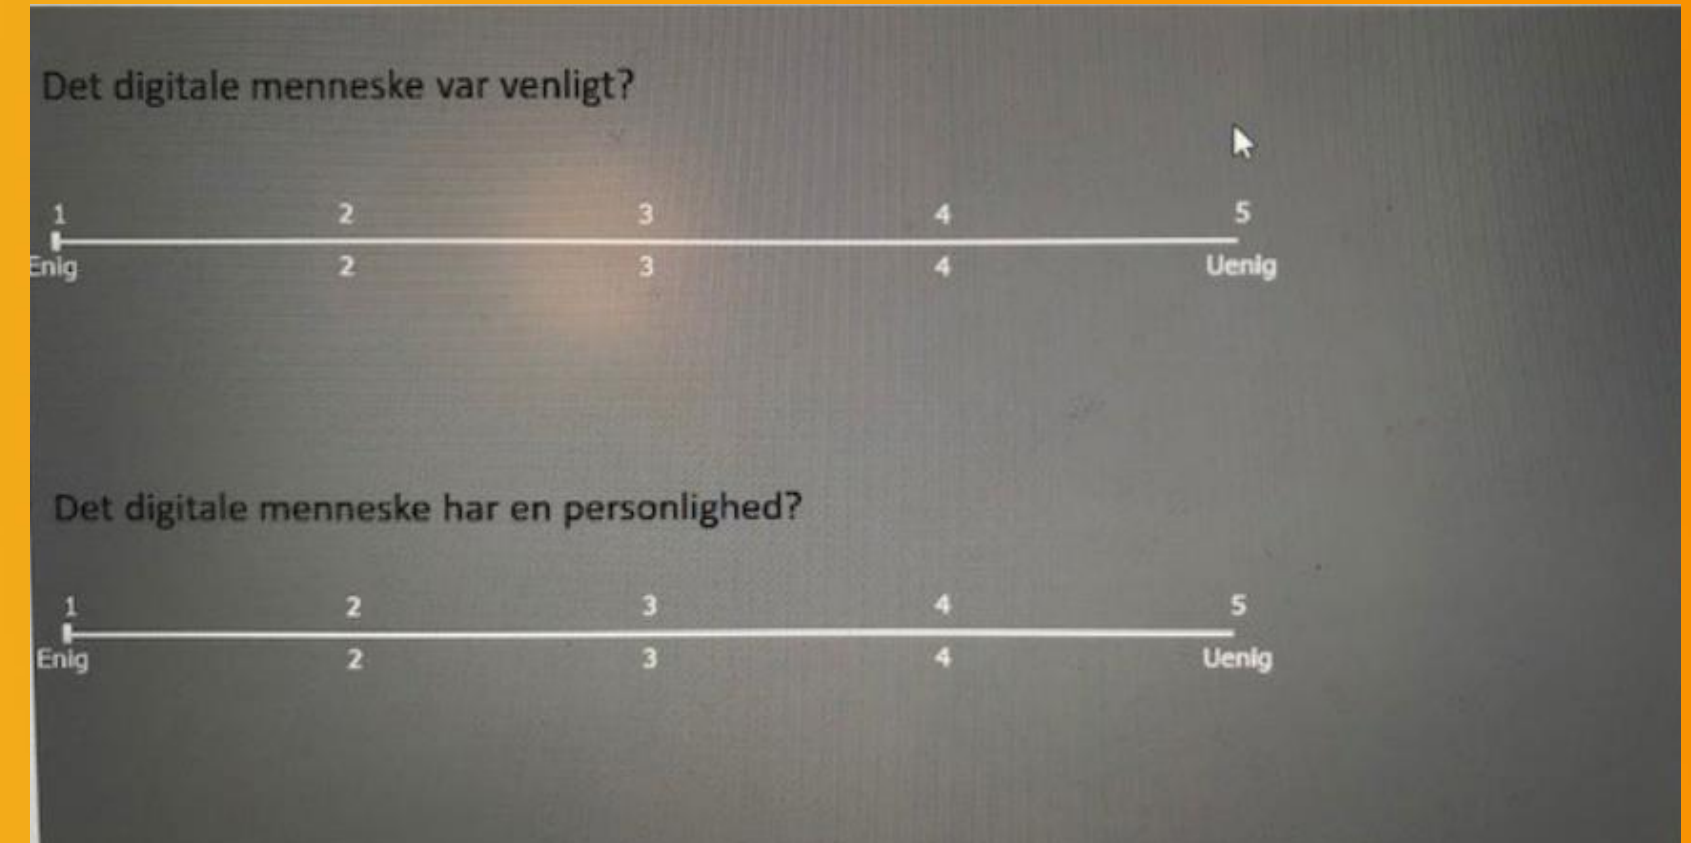 Det digitale menneske var venligt?
1 2 3 4 5
Enig 2 3 4 Uenig
Det digitale menneske har en personlighed?
1 2 3 4 5
Enig 2 3 4 Uenig